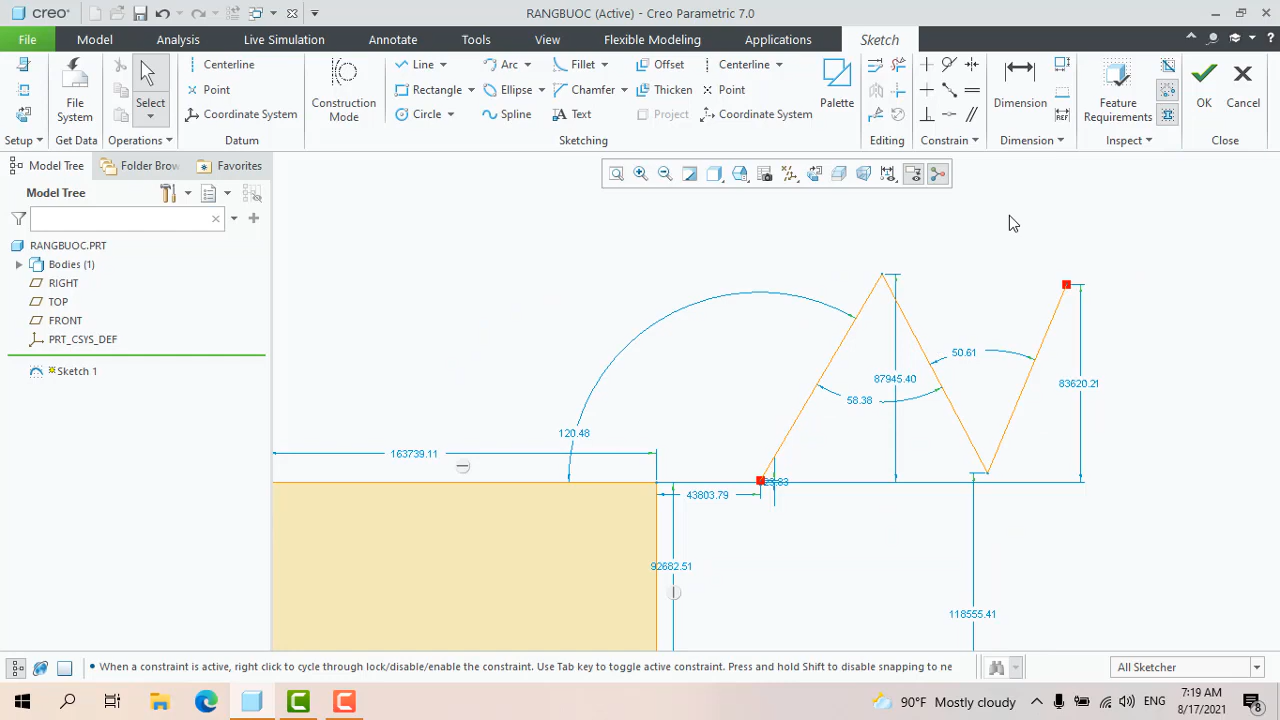 creo
RANGBUOC (Active) - Creo Parametric 7.0
File
Model
Analysis
Live Simulation
Annotate
Tools
View
Flexible Modeling
Applications
Sketch
File System
Select
Centerline
Point
Coordinate System
Construction Mode
Line
Rectangle
Circle
Arc
Ellipse
Spline
Fillet
Chamfer
Text
Offset
Thicken
Project
Centerline
Point
Coordinate System
Palette
Dimension
REF
Feature Requirements
OK
Cancel
Setup
Get Data
Operations
Datum
Sketching
Editing
Constrain
Dimension
Inspect
Close
Model Tree
Folder Brow
Favorites
Model Tree
RANGBUOC.PRT
Bodies (1)
RIGHT
TOP
FRONT
PRT_CSYS_DEF
Sketch 1
50.61
87945.40
83620.21
58.38
120.48
163739.11
43803.79
92682.51
118555.41
• When a constraint is active, right click to cycle through lock/disable/enable the constraint. Use Tab key to toggle active constraint. Press and hold Shift to disable snapping to ne
All Sketcher
90°F Mostly cloudy
ENG
7:19 AM
8/17/2021
8